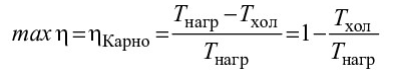 max η = η_Карно = (T_нагр − T_хол) / T_нагр = 1 − T_хол / T_нагр